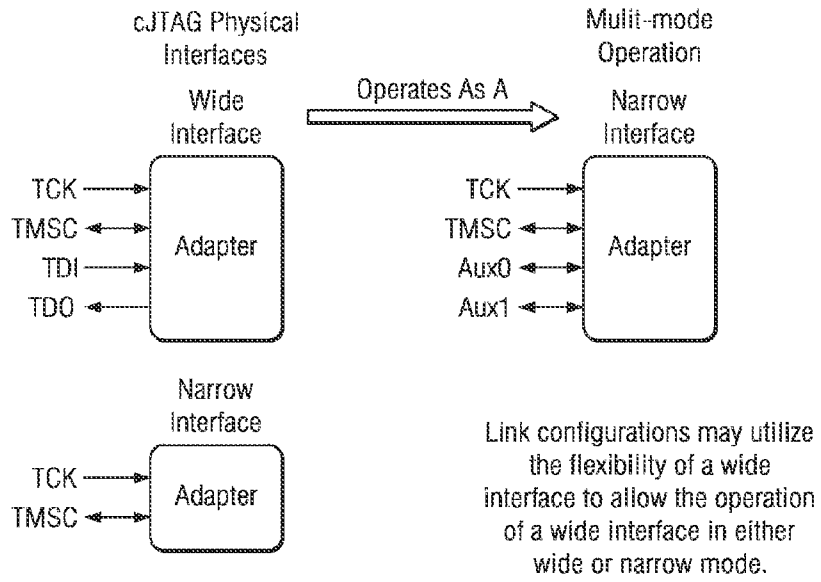 cJTAG Physical
Interfaces
Wide
Interface
TCK
TMSC
TDI
TDO
Adapter
Operates As A
Mulit-mode
Operation
Narrow
Interface
TCK
TMSC
Aux0
Aux1
Adapter
Narrow
Interface
TCK
TMSC
Adapter
Link configurations may utilize
the flexibility of a wide
interface to allow the operation
of a wide interface in either
wide or narrow mode.